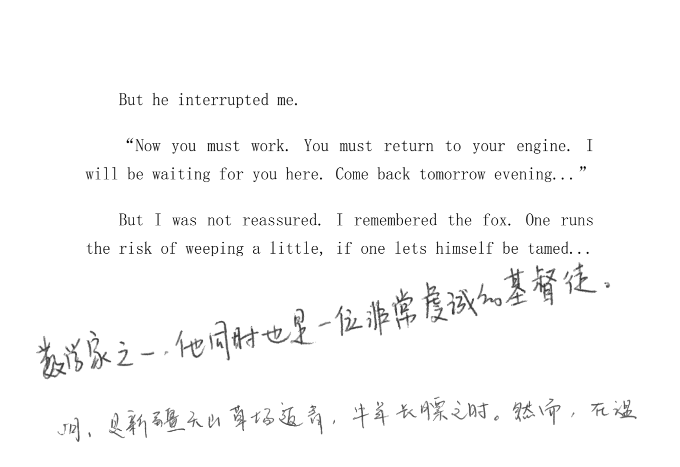 But he interrupted me.
“Now you must work. You must return to your engine. I
will be waiting for you here. Come back tomorrow evening...”
But I was not reassured. I remembered the fox. One runs
the risk of weeping a little, if one lets himself be tamed...
数学家之一.他同时也是一位非常虔诚的基督徒。
月，是新疆天山草场返青，牛羊长膘之时。然而，在温